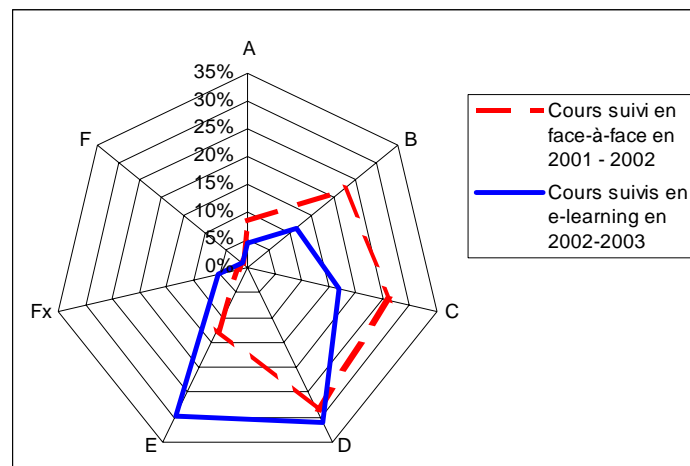 A
35%
30%
25%
20%
15%
10%
5%
0%
B
C
D
E
Fx
F
Cours suivi en
face-à-face en
2001 - 2002
Cours suivis en
e-learning en
2002-2003